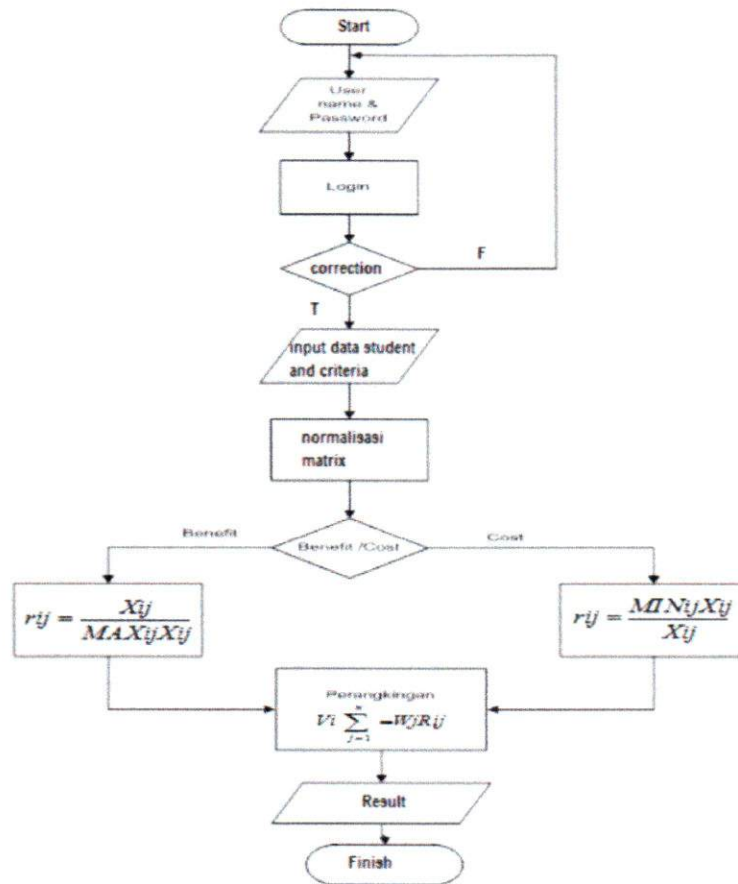 Start
User
name &
Password
Login
correction
F
T
input data student
and criteria
normalisasi
matrix
Benefit
Benefit /Cost
Cost
rij = Xij / MAXijXij
rij = MINijXij / Xij
Perangkingan
Vi ∑ n j=1 =WjRij
Result
Finish